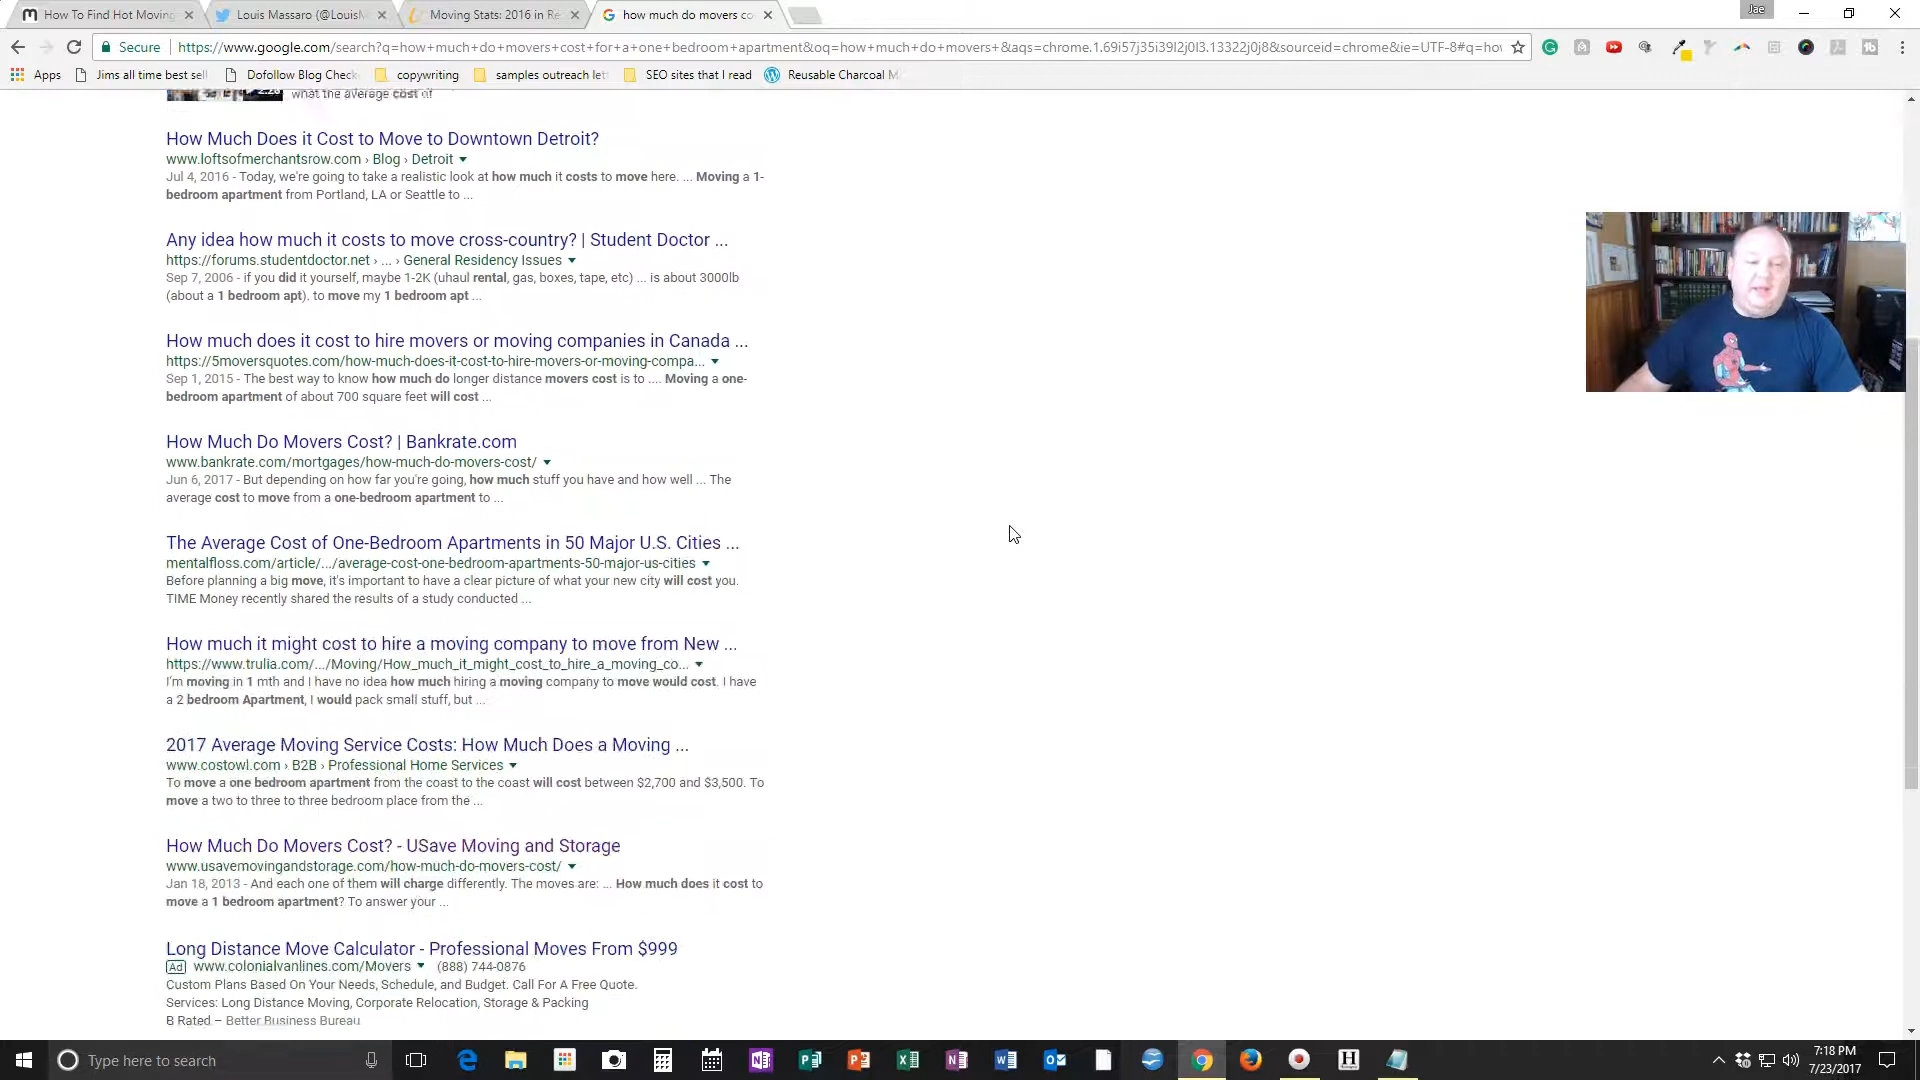 How To Find Hot Moving
Louis Massaro (@LouisM
Moving Stats: 2016 in Re
how much do movers co
Jae
Secure
https://www.google.com/search?q=how+much+do+movers+cost+for+a+one+bedroom+apartment&oq=how+much+do+movers+&aqs=chrome.1.69i57j35i39l2j0l3.13322j0j8&sourceid=chrome&ie=UTF-8#q=hov
Apps
Jims all time best sell
Dofollow Blog Check
copywriting
samples outreach let
SEO sites that I read
Reusable Charcoal M
2:28
what the average cost of
How Much Does it Cost to Move to Downtown Detroit?
www.loftsofmerchantsrow.com › Blog › Detroit
Jul 4, 2016 - Today, we're going to take a realistic look at how much it costs to move here. ... Moving a 1-
bedroom apartment from Portland, LA or Seattle to ...
Any idea how much it costs to move cross-country? | Student Doctor ...
https://forums.studentdoctor.net › ... › General Residency Issues
Sep 7, 2006 - if you did it yourself, maybe 1-2K (uhaul rental, gas, boxes, tape, etc) ... is about 3000lb
(about a 1 bedroom apt). to move my 1 bedroom apt ...
How much does it cost to hire movers or moving companies in Canada ...
https://5moversquotes.com/how-much-does-it-cost-to-hire-movers-or-moving-compa...
Sep 1, 2015 - The best way to know how much do longer distance movers cost is to .... Moving a one-
bedroom apartment of about 700 square feet will cost ...
How Much Do Movers Cost? | Bankrate.com
www.bankrate.com/mortgages/how-much-do-movers-cost/
Jun 6, 2017 - But depending on how far you're going, how much stuff you have and how well ... The
average cost to move from a one-bedroom apartment to ...
The Average Cost of One-Bedroom Apartments in 50 Major U.S. Cities ...
mentalfloss.com/article/.../average-cost-one-bedroom-apartments-50-major-us-cities
Before planning a big move, it's important to have a clear picture of what your new city will cost you.
TIME Money recently shared the results of a study conducted ...
How much it might cost to hire a moving company to move from New ...
https://www.trulia.com/.../Moving/How_much_it_might_cost_to_hire_a_moving_co...
I'm moving in 1 mth and I have no idea how much hiring a moving company to move would cost. I have
a 2 bedroom Apartment, I would pack small stuff, but ...
2017 Average Moving Service Costs: How Much Does a Moving ...
www.costowl.com › B2B › Professional Home Services
To move a one bedroom apartment from the coast to the coast will cost between $2,700 and $3,500. To
move a two to three to three bedroom place from the ...
How Much Do Movers Cost? - USave Moving and Storage
www.usavemovingandstorage.com/how-much-do-movers-cost/
Jan 18, 2013 - And each one of them will charge differently. The moves are: ... How much does it cost to
move a 1 bedroom apartment? To answer your ...
Long Distance Move Calculator - Professional Moves From $999
Ad www.colonialvanlines.com/Movers (888) 744-0876
Custom Plans Based On Your Needs, Schedule, and Budget. Call For A Free Quote.
Services: Long Distance Moving, Corporate Relocation, Storage & Packing
B Rated – Better Business Bureau
Type here to search
7:18 PM
7/23/2017